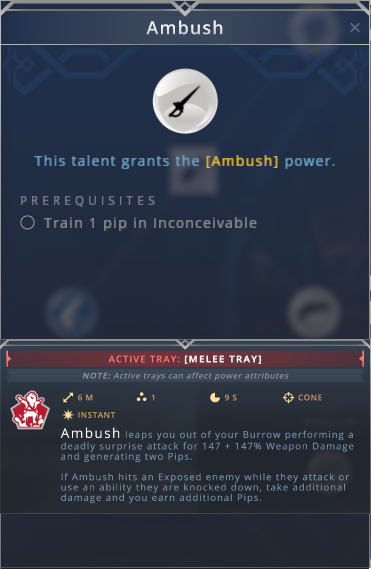 Ambush
This talent grants the [Ambush] power.
PREREQUISITES
Train 1 pip in Inconceivable
ACTIVE TRAY: [MELEE TRAY]
NOTE: Active trays can affect power attributes
6 M 1 9 S CONE
INSTANT
Ambush leaps you out of your Burrow performing a
deadly surprise attack for 147 + 147% Weapon Damage
and generating two Pips.
If Ambush hits an Exposed enemy while they attack or
use an ability they are knocked down, take additional
damage and you earn additional Pips.